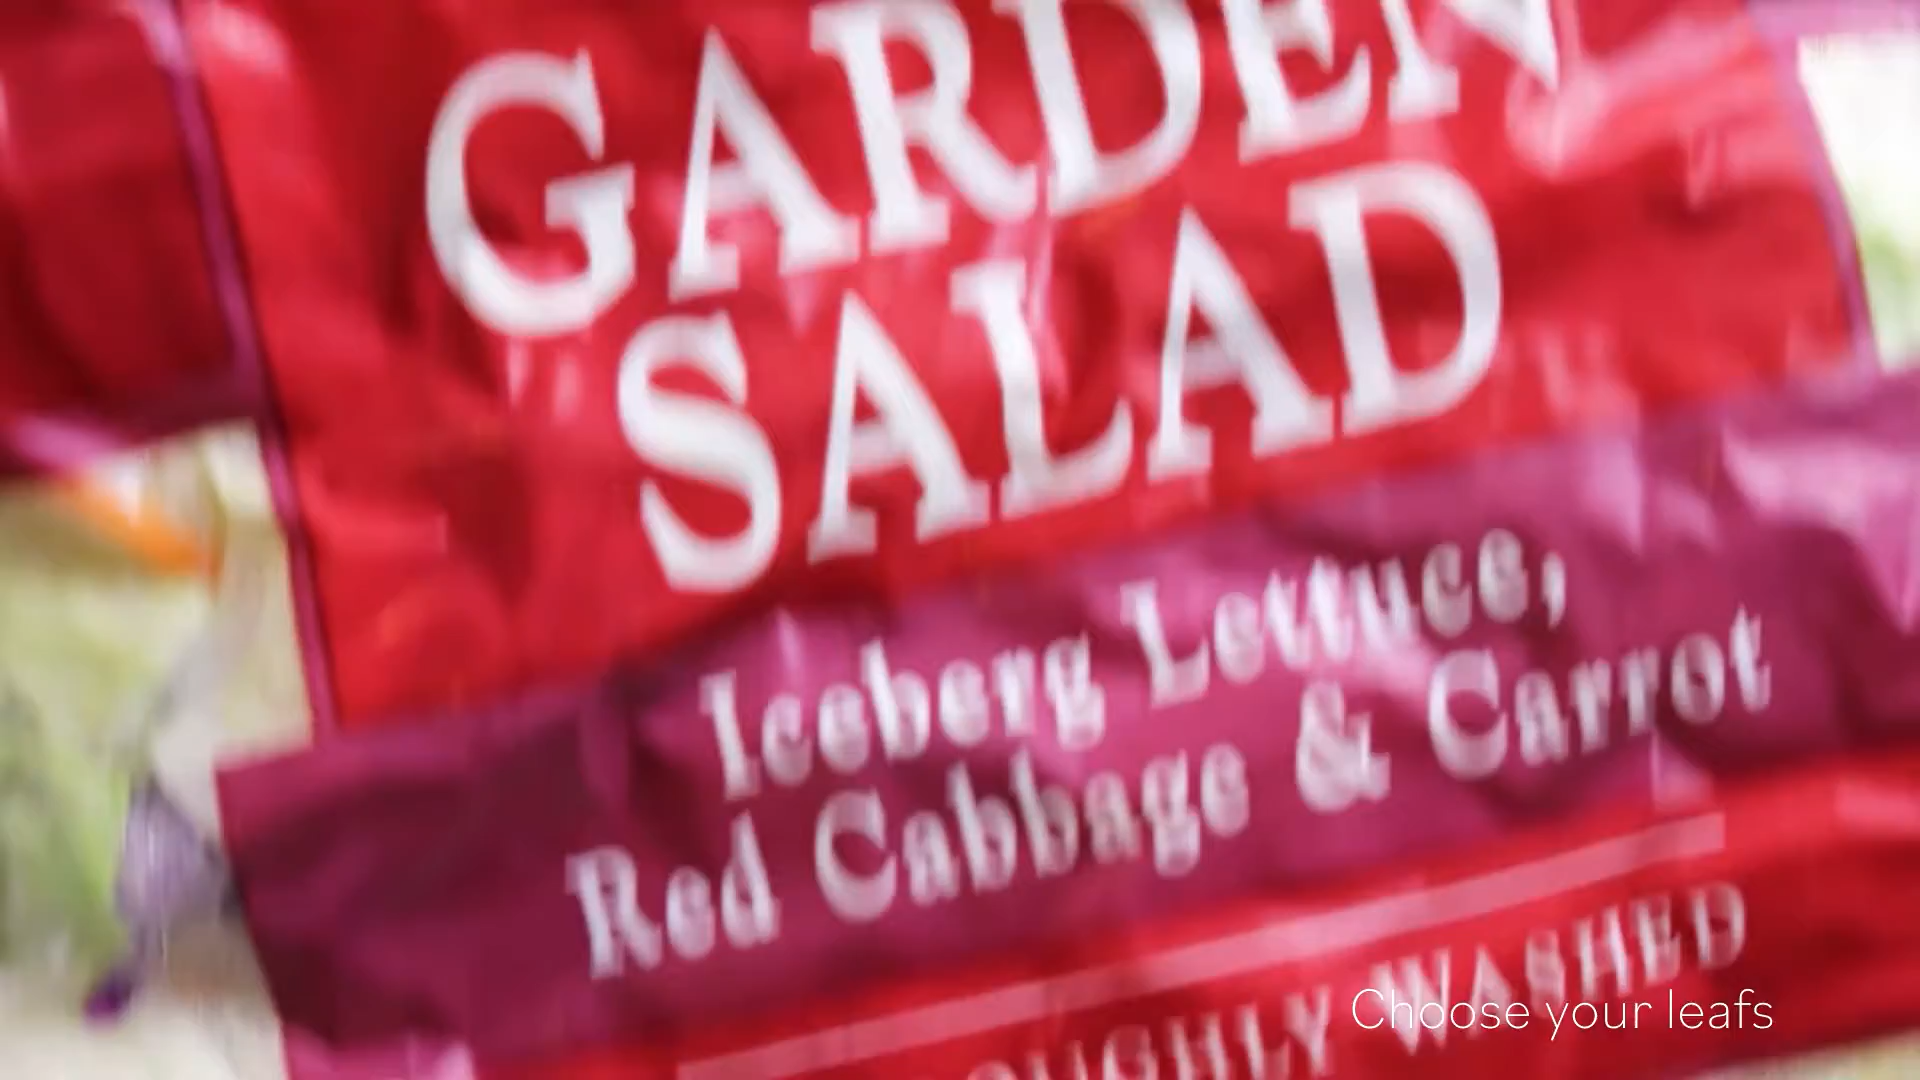 GARDEN
SALAD
Iceberg Lettuce,
Red Cabbage & Carrot
WASHED
Choose your leafs